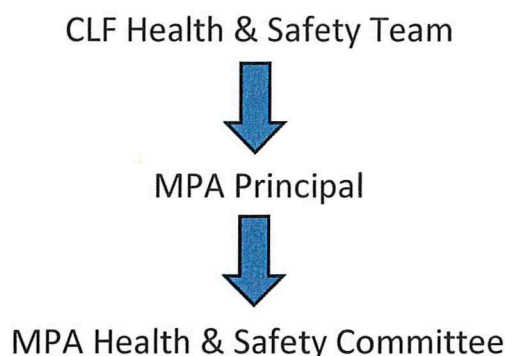 CLF Health & Safety Team
MPA Principal
MPA Health & Safety Committee